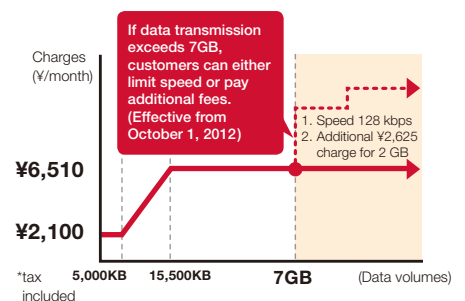 If data transmission
exceeds 7GB,
customers can either
limit speed or pay
additional fees.
(Effective from
October 1, 2012)
Charges
(¥/month)
1. Speed 128 kbps
2. Additional ¥2,625
charge for 2 GB
¥6,510
¥2,100
*tax
included
5,000KB
15,500KB
7GB
(Data volumes)